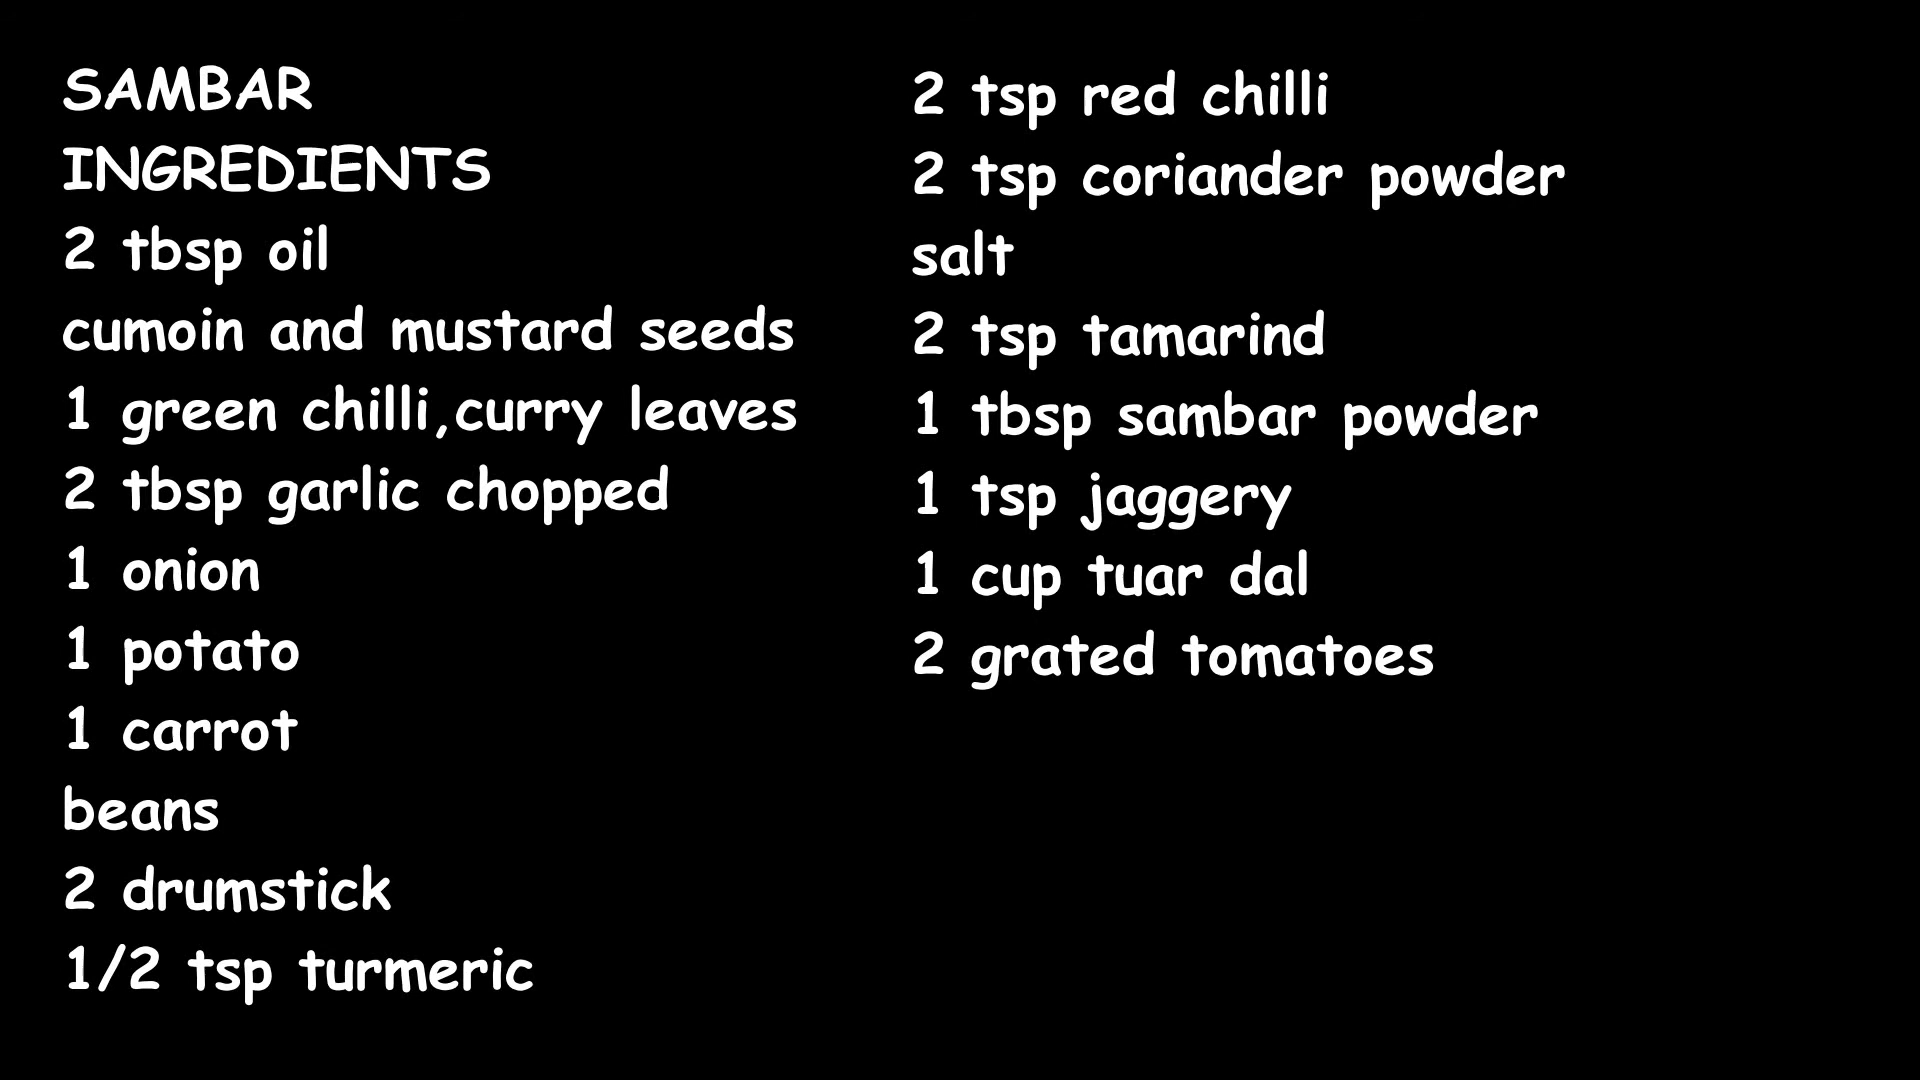 SAMBAR
INGREDIENTS
2 tbsp oil
cumoin and mustard seeds
1 green chilli,curry leaves
2 tbsp garlic chopped
1 onion
1 potato
1 carrot
beans
2 drumstick
1/2 tsp turmeric
2 tsp red chilli
2 tsp coriander powder
salt
2 tsp tamarind
1 tbsp sambar powder
1 tsp jaggery
1 cup tuar dal
2 grated tomatoes